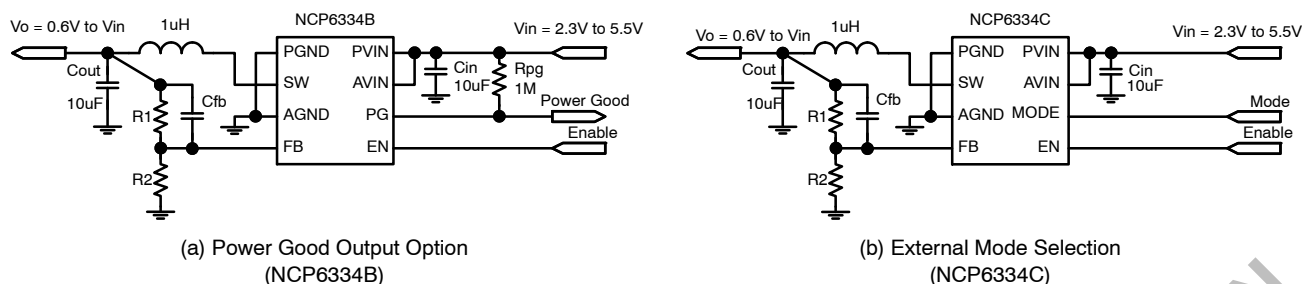 NCP6334B
Vo = 0.6V to Vin
1uH
Vin = 2.3V to 5.5V
PGND
PVIN
Cout
10uF
SW
AVIN
Cin
10uF
Rpg
1M
Cfb
R1
AGND
PG
Power Good
Enable
FB
EN
R2
(a) Power Good Output Option
(NCP6334B)
NCP6334C
Vo = 0.6V to Vin
1uH
Vin = 2.3V to 5.5V
PGND
PVIN
Cout
10uF
SW
AVIN
Cin
10uF
Cfb
R1
AGND
MODE
Mode
Enable
FB
EN
R2
(b) External Mode Selection
(NCP6334C)